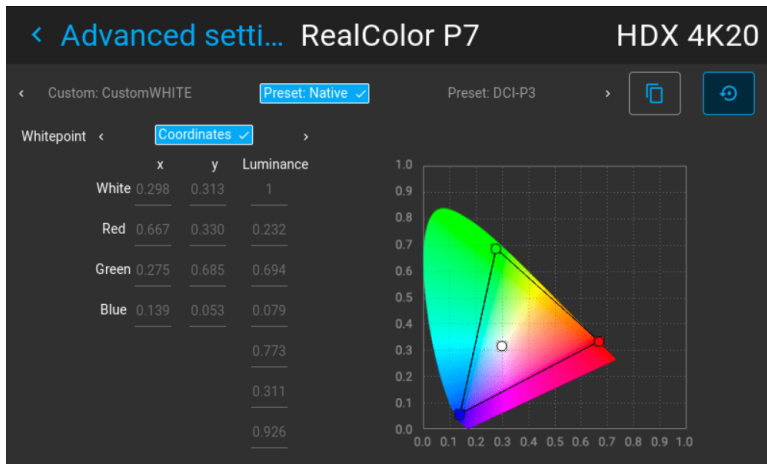 ‹ Advanced setti... RealColor P7 HDX 4K20
‹ Custom: CustomWHITE Preset: Native ✓ Preset: DCI-P3 ›
Whitepoint ‹ Coordinates ✓ ›
x y Luminance
White 0.298 0.313 1
Red 0.667 0.330 0.232
Green 0.275 0.685 0.694
Blue 0.139 0.053 0.079
0.773
0.311
0.926
1.0
0.9
0.8
0.7
0.6
0.5
0.4
0.3
0.2
0.1
0.0
0.0 0.1 0.2 0.3 0.4 0.5 0.6 0.7 0.8 0.9 1.0